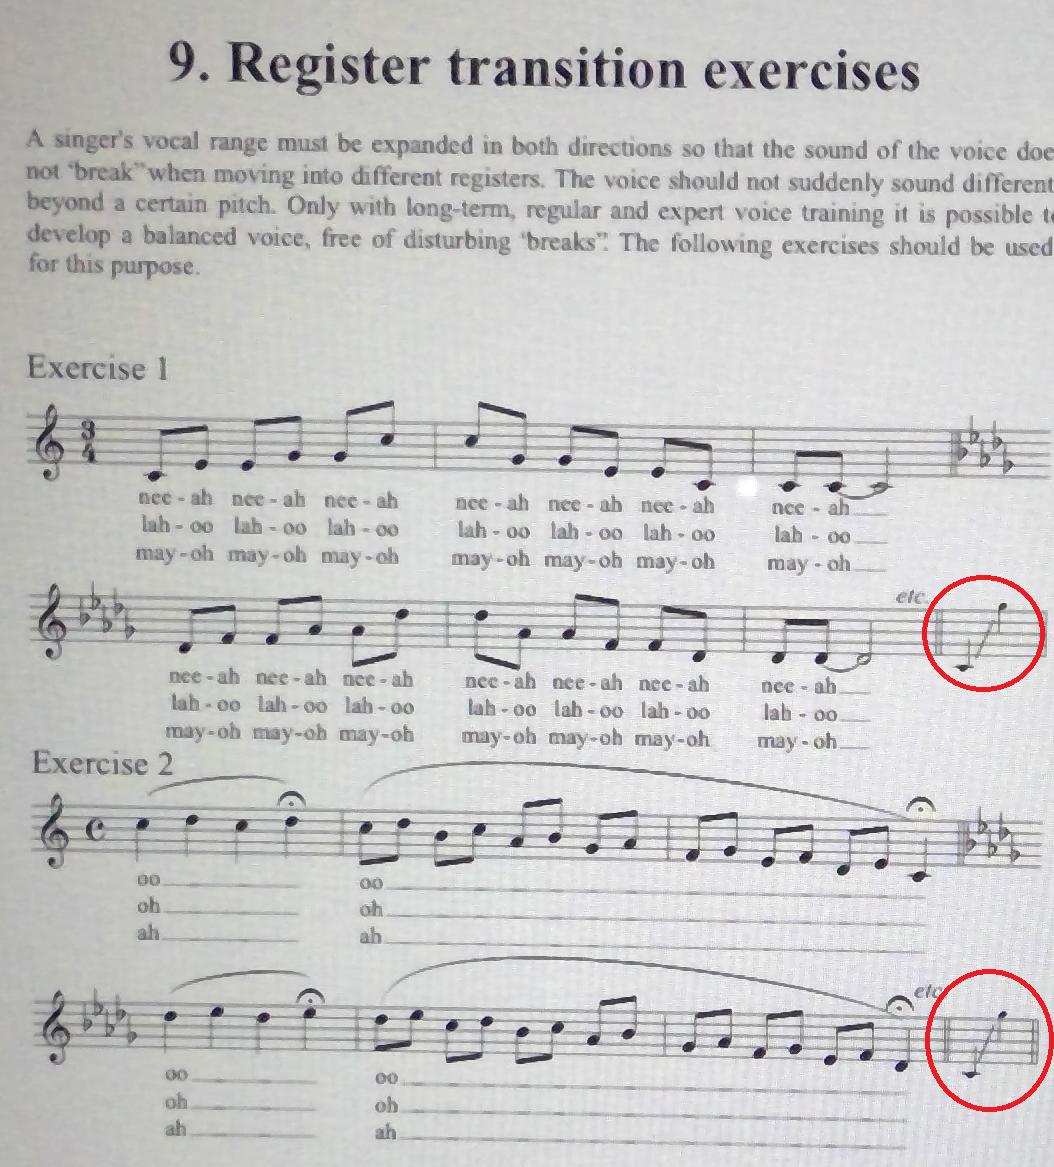 9. Register transition exercises
A singer's vocal range must be expanded in both directions so that the sound of the voice doe
not "break" when moving into different registers. The voice should not suddenly sound different
beyond a certain pitch. Only with long-term, regular and expert voice training it is possible t
develop a balanced voice, free of disturbing "breaks". The following exercises should be used
for this purpose.
Exercise 1
3
4
nee - ah nee - ah nee - ah nee - ah nee - ah nee - ah nee - ah
lah - oo lah - oo lah - oo lah - oo lah - oo lah - oo lah - oo
may-oh may-oh may-oh may-oh may-oh may-oh may-oh
etc.
nee - ah nee - ah nee - ah nee - ah nee - ah nee - ah nee - ah
lah - oo lah - oo lah - oo lah - oo lah - oo lah - oo lah - oo
may-oh may-oh may-oh may-oh may-oh may-oh may-oh
Exercise 2
oo oo
oh oh
ah ah
etc
oo oo
oh oh
ah ah